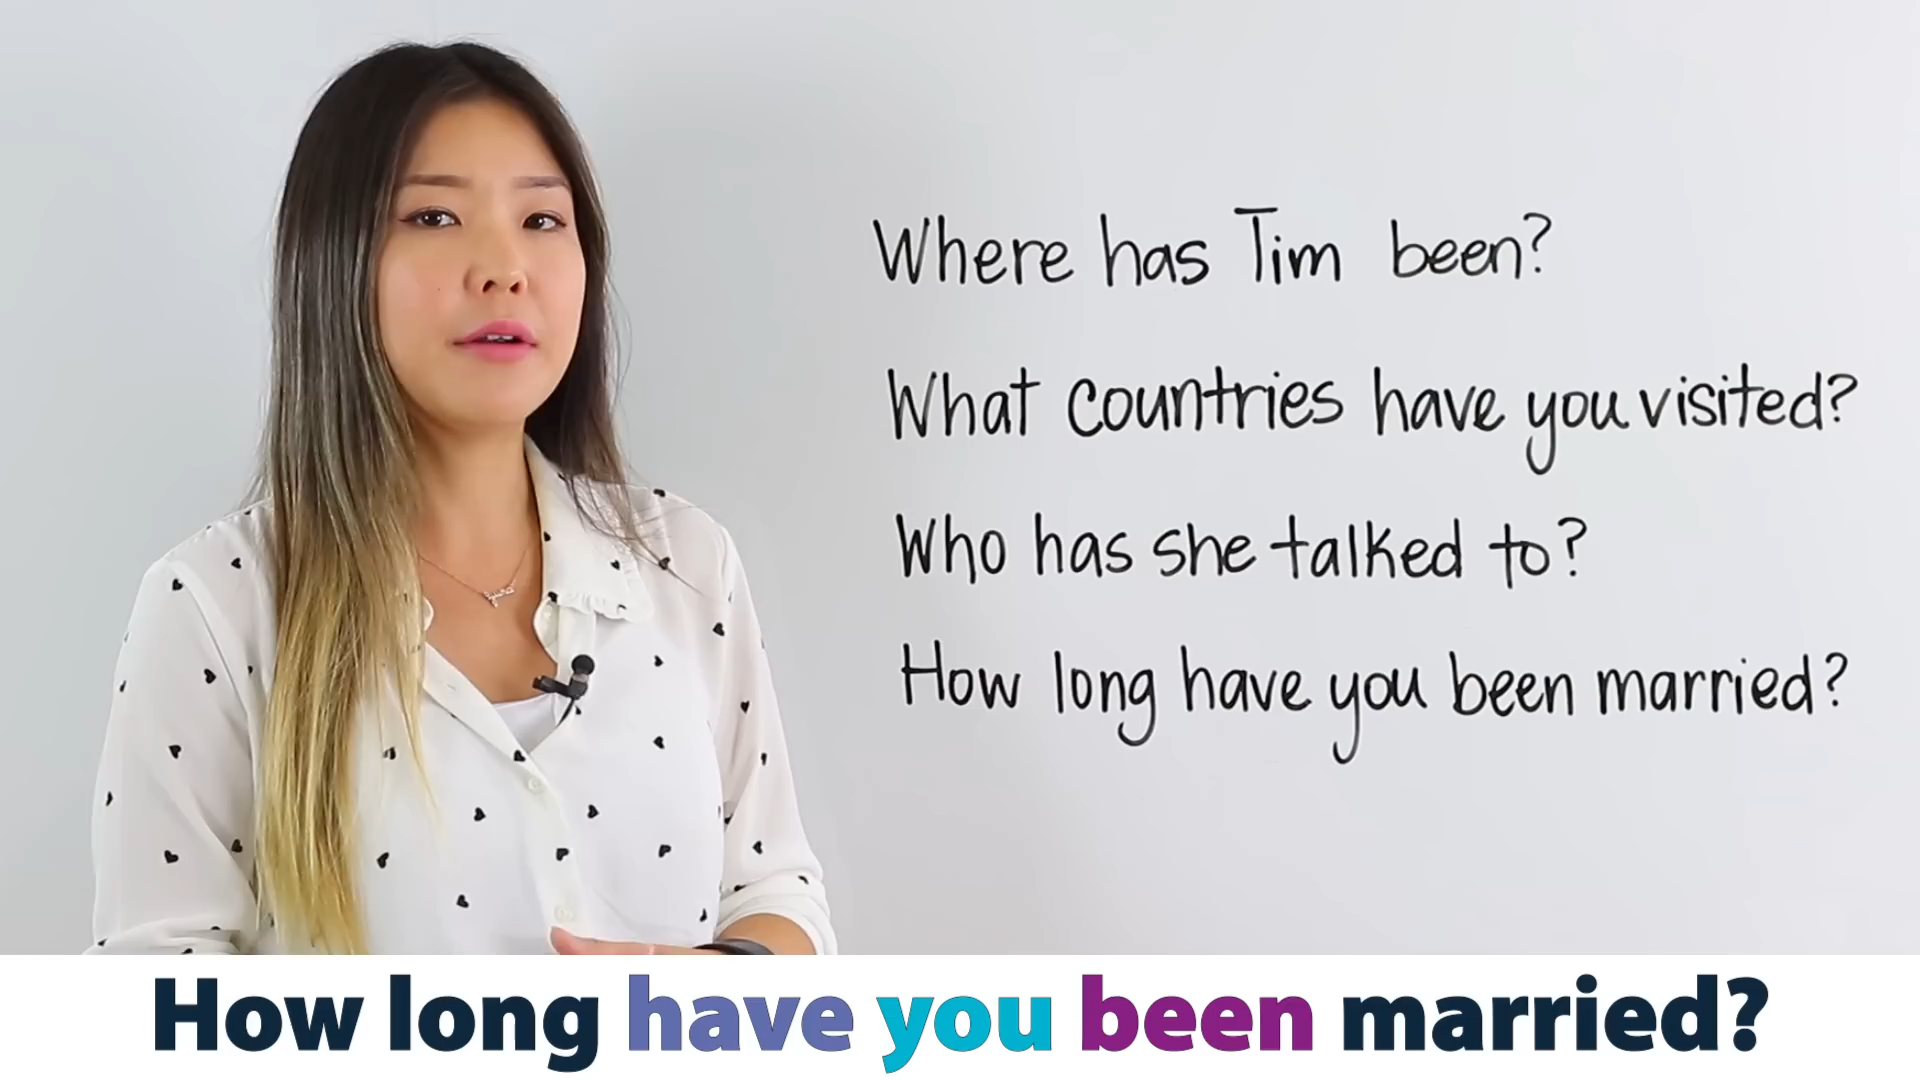 Where has Tim been?
What countries have you visited?
Who has she talked to?
How long have you been married?
How long have you been married?